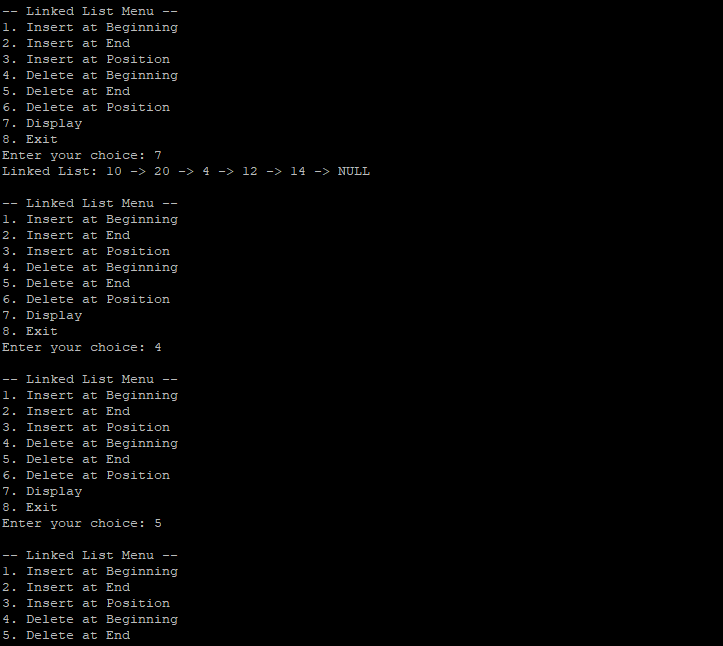 -- Linked List Menu --
1. Insert at Beginning
2. Insert at End
3. Insert at Position
4. Delete at Beginning
5. Delete at End
6. Delete at Position
7. Display
8. Exit
Enter your choice: 7
Linked List: 10 -> 20 -> 4 -> 12 -> 14 -> NULL
-- Linked List Menu --
1. Insert at Beginning
2. Insert at End
3. Insert at Position
4. Delete at Beginning
5. Delete at End
6. Delete at Position
7. Display
8. Exit
Enter your choice: 4
-- Linked List Menu --
1. Insert at Beginning
2. Insert at End
3. Insert at Position
4. Delete at Beginning
5. Delete at End
6. Delete at Position
7. Display
8. Exit
Enter your choice: 5
-- Linked List Menu --
1. Insert at Beginning
2. Insert at End
3. Insert at Position
4. Delete at Beginning
5. Delete at End